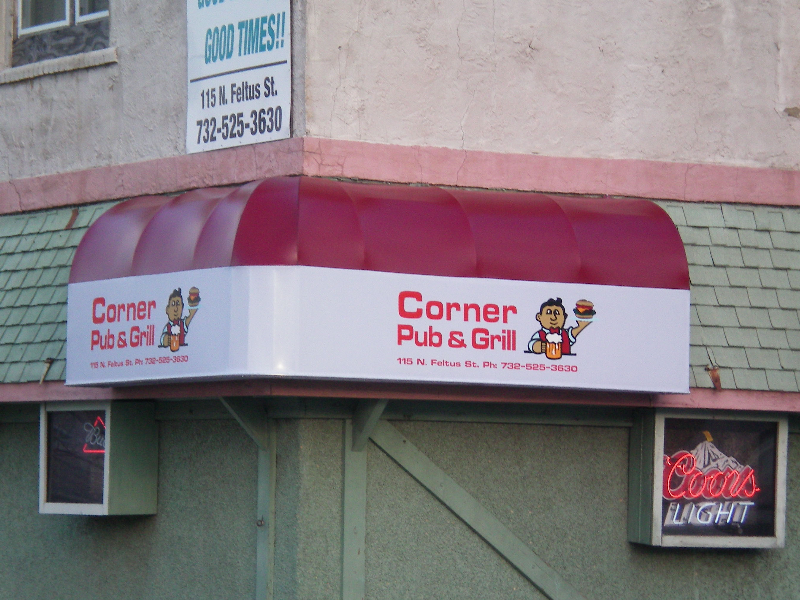 GOOD TIMES!!
115 N. Feltus St.
732-525-3630
Corner
Pub & Grill
115 N. Feltus St. Ph: 732-525-3630
Corner
Pub & Grill
115 N. Feltus St. Ph: 732-525-3630
Coors
LIGHT